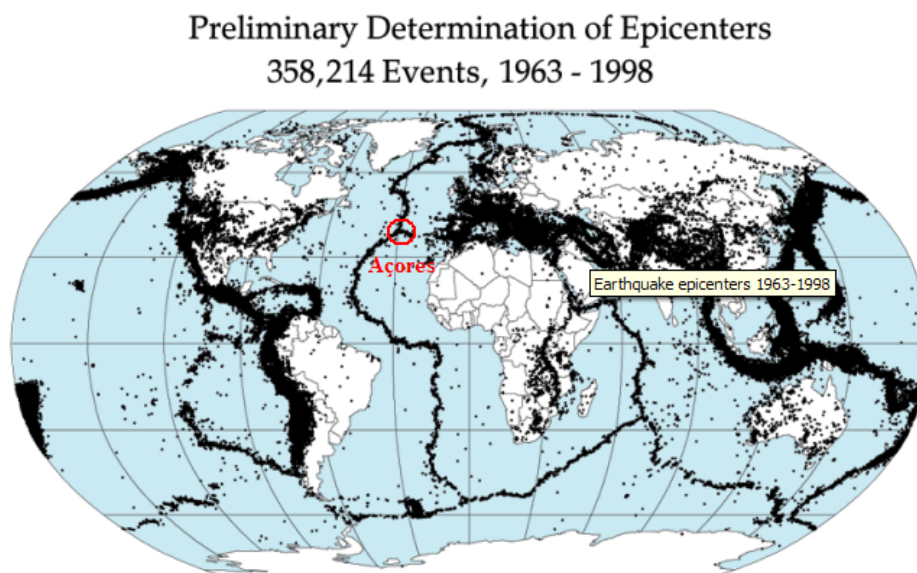 Preliminary Determination of Epicenters
358,214 Events, 1963 - 1998
Açores
Earthquake epicenters 1963-1998